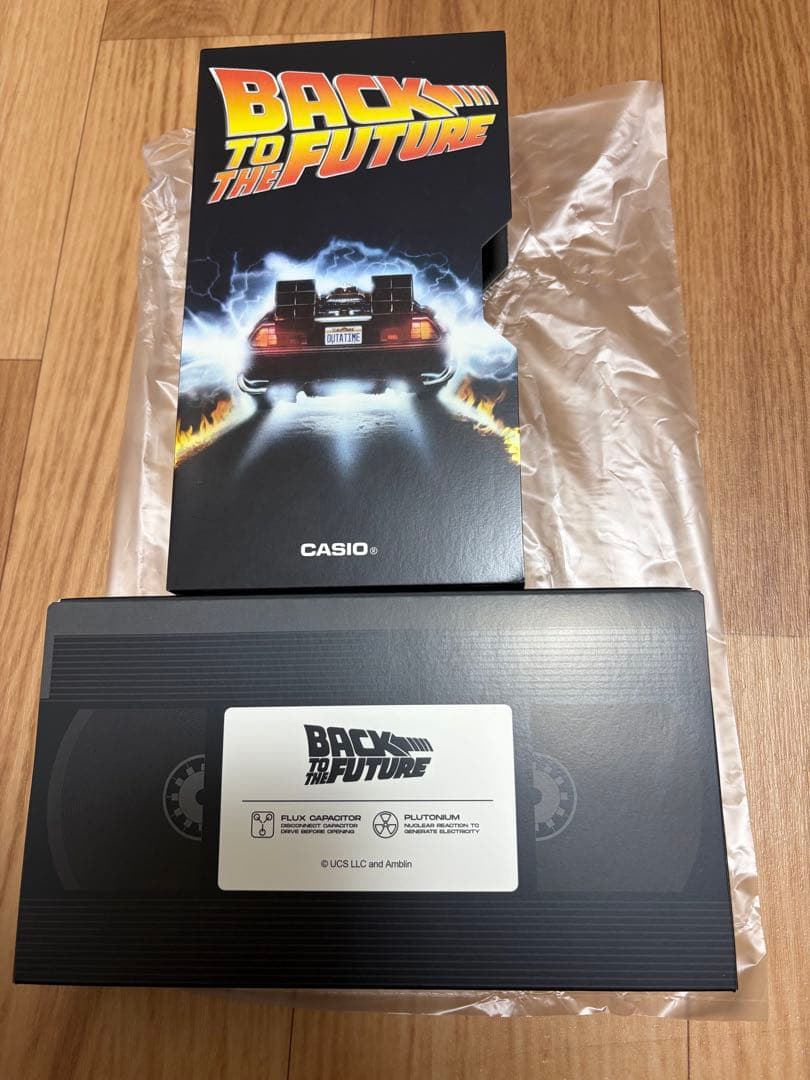 BACK
TO
THE FUTURE
OUTATIME
CASIO®
BACK
TO
THE FUTURE
FLUX CAPACITOR
DISCONNECT CAPACITOR
DRIVE BEFORE OPENING
PLUTONIUM
NUCLEAR REACTION TO
GENERATE ELECTRICITY
© UCS LLC and Amblin